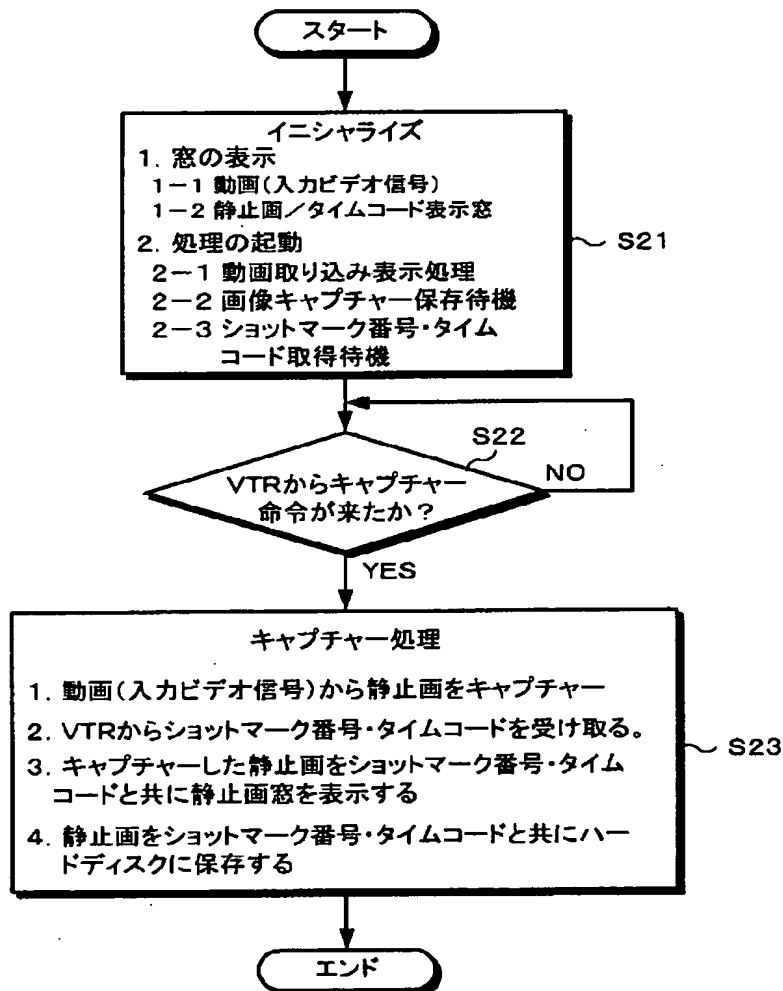 スタート
イニシャライズ
1. 窓の表示
1-1 動画(入力ビデオ信号)
1-2 静止画/タイムコード表示窓
2. 処理の起動
2-1 動画取り込み表示処理
2-2 画像キャプチャー保存待機
2-3 ショットマーク番号・タイム
コード取得待機
S21
S22
NO
VTRからキャプチャー
命令が来たか?
YES
キャプチャー処理
1. 動画(入力ビデオ信号)から静止画をキャプチャー
2. VTRからショットマーク番号・タイムコードを受け取る。
3. キャプチャーした静止画をショットマーク番号・タイム
コードと共に静止画窓を表示する
4. 静止画をショットマーク番号・タイムコードと共にハー
ドディスクに保存する
S23
エンド